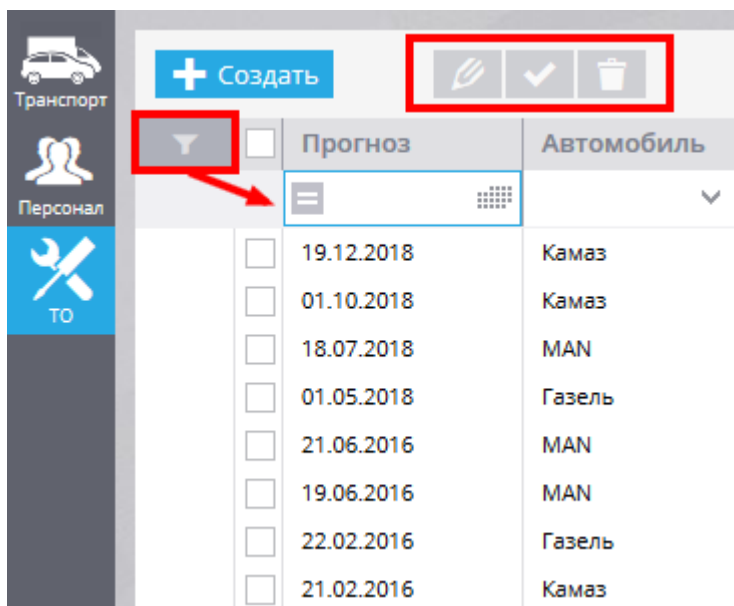 Транспорт
Персонал
ТО
Создать
Прогноз Автомобиль
19.12.2018 Камаз
01.10.2018 Камаз
18.07.2018 MAN
01.05.2018 Газель
21.06.2016 MAN
19.06.2016 MAN
22.02.2016 Газель
21.02.2016 Камаз